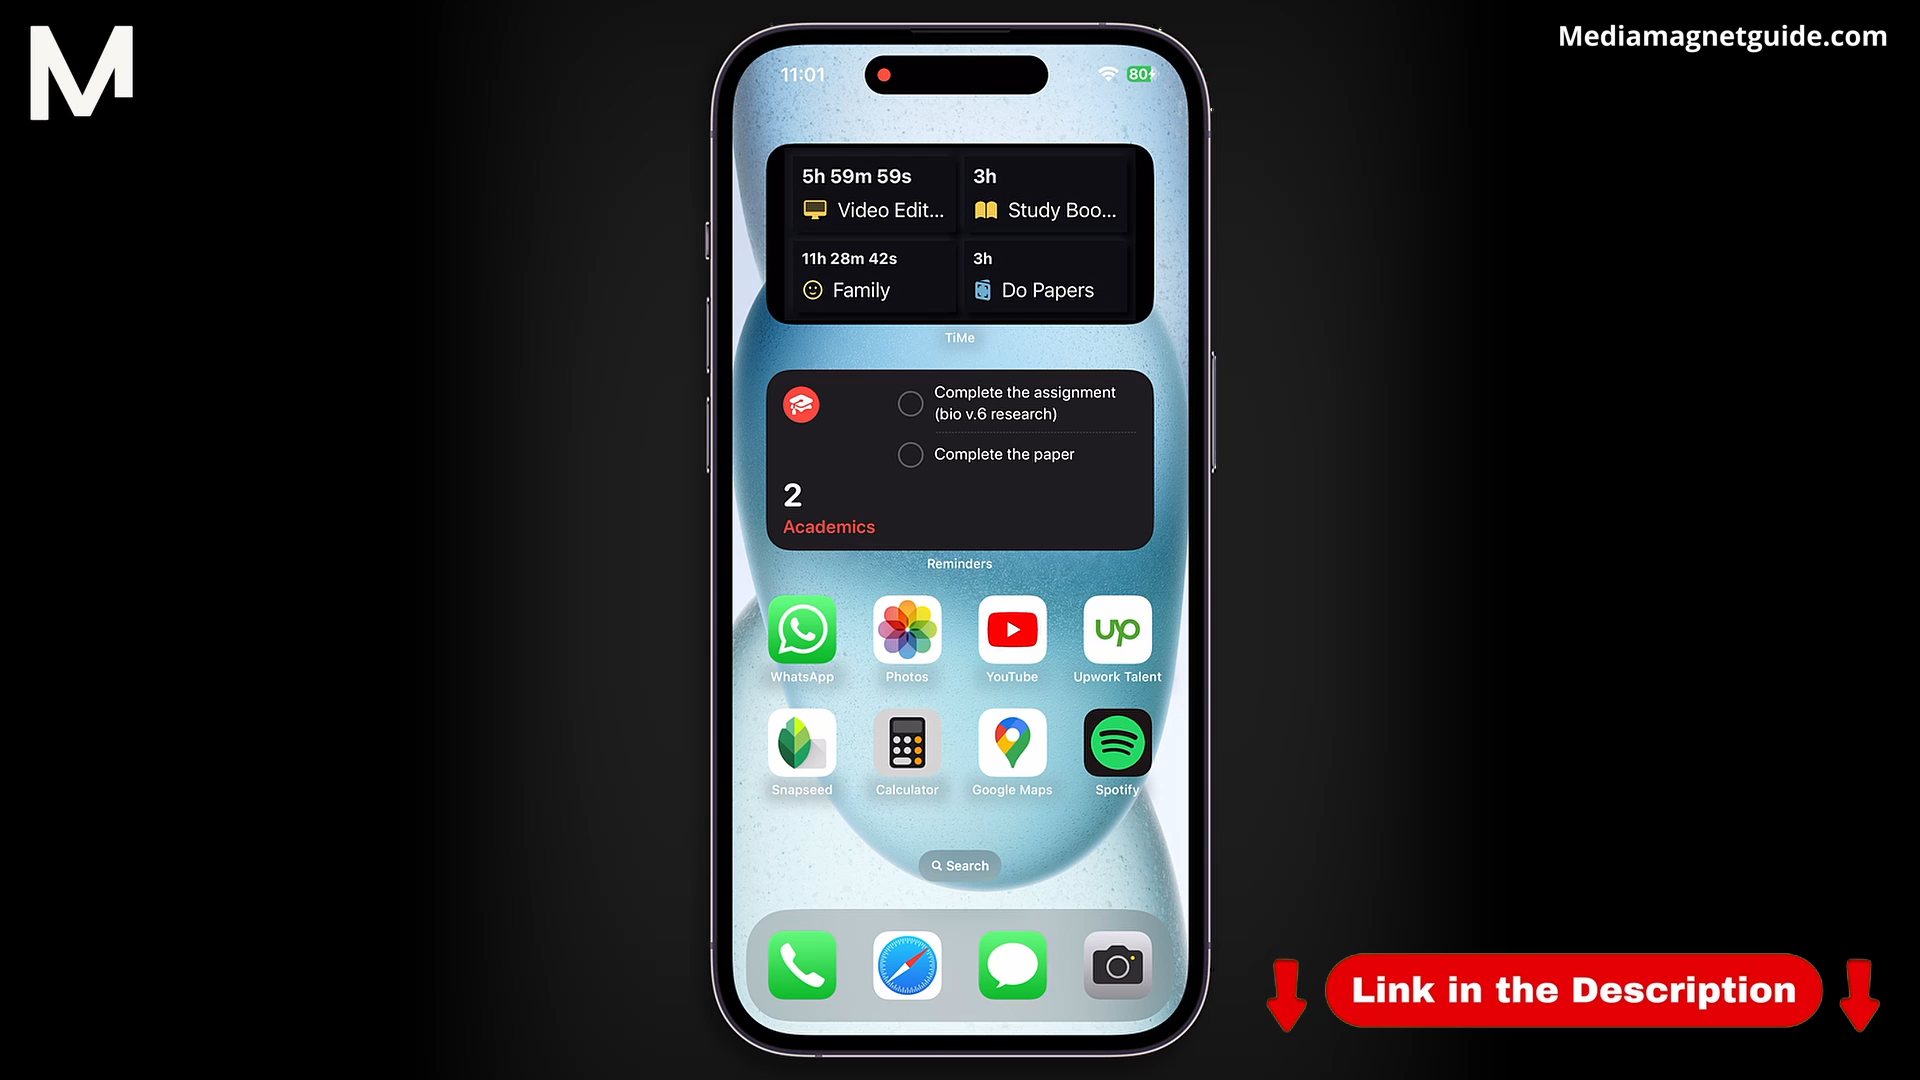 M
Mediamagnetguide.com
11:01
80
5h 59m 59s
3h
Video Edit...
Study Boo...
11h 28m 42s
3h
Family
Do Papers
TiMe
Complete the assignment
(bio v.6 research)
Complete the paper
2
Academics
Reminders
up
WhatsApp
Photos
YouTube
Upwork Talent
Snapseed
Calculator
Google Maps
Spotify
Search
Link in the Description